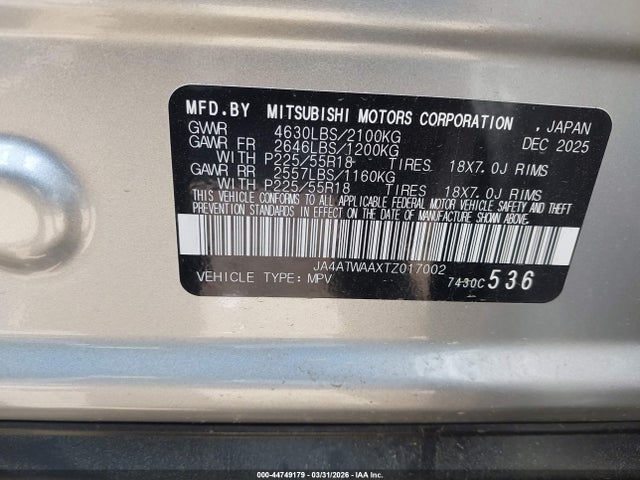 MFD.BY MITSUBISHI MOTORS CORPORATION , JAPAN
GVWR 4630LBS/2100KG DEC 2025
GAWR FR 2646LBS/1200KG
WITH P225/55R18 TIRES 18X7.0J RIMS
GAWR RR 2557LBS/1160KG
WITH P225/55R18 TIRES 18X7.0J RIMS
THIS VEHICLE CONFORMS TO ALL APPLICABLE FEDERAL MOTOR VEHICLE SAFETY AND THEFT
PREVENTION STANDARDS IN EFFECT ON THE DATE OF MANUFACTURE SHOWN ABOVE.
JA4ATWAAXTZ017002
VEHICLE TYPE: MPV 7430C 536
000-44749179 | 03/31/2026 - IAA Inc.